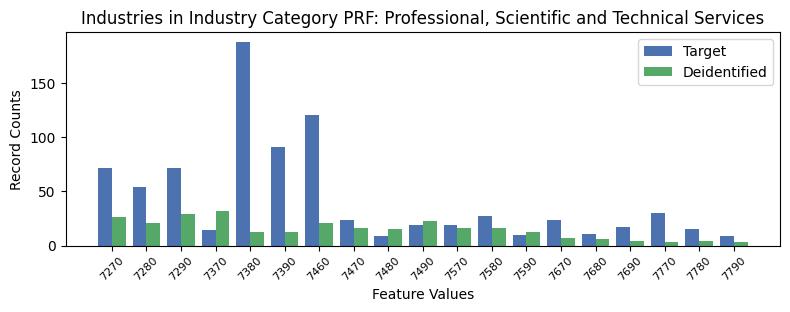 Industries in Industry Category PRF: Professional, Scientific and Technical Services
Target
Deidentified
Record Counts
150
100
50
0
7270 7280 7290 7370 7380 7390 7460 7470 7480 7490 7570 7580 7590 7670 7680 7690 7770 7780 7790
Feature Values